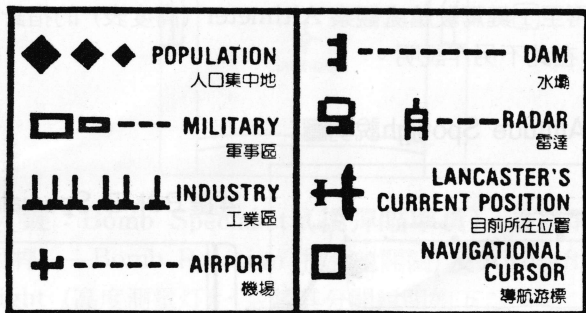 POPULATION
人口集中地
MILITARY
軍事區
INDUSTRY
工業區
AIRPORT
機場
DAM
水壩
RADAR
雷達
LANCASTER'S
CURRENT POSITION
目前所在位置
NAVIGATIONAL
CURSOR
導航游標